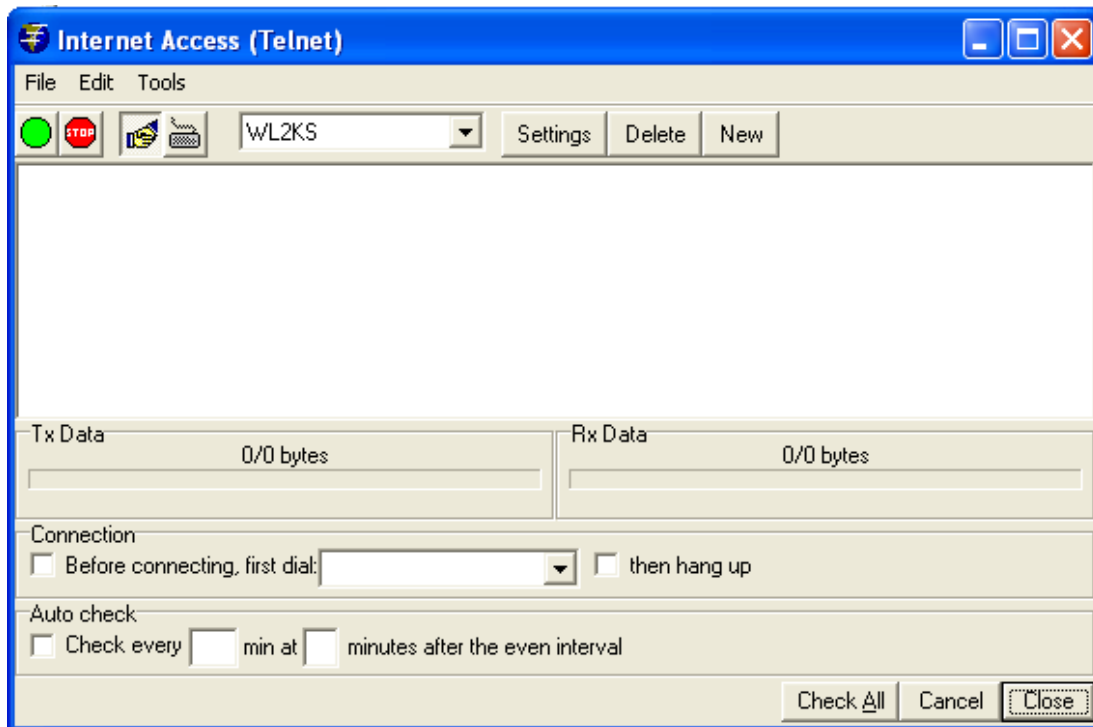 Internet Access (Telnet)
File Edit Tools
STOP WL2KS Settings Delete New
Tx Data Rx Data
0/0 bytes 0/0 bytes
Connection
Before connecting, first dial: then hang up
Auto check
Check every min at minutes after the even interval
Check All Cancel Close